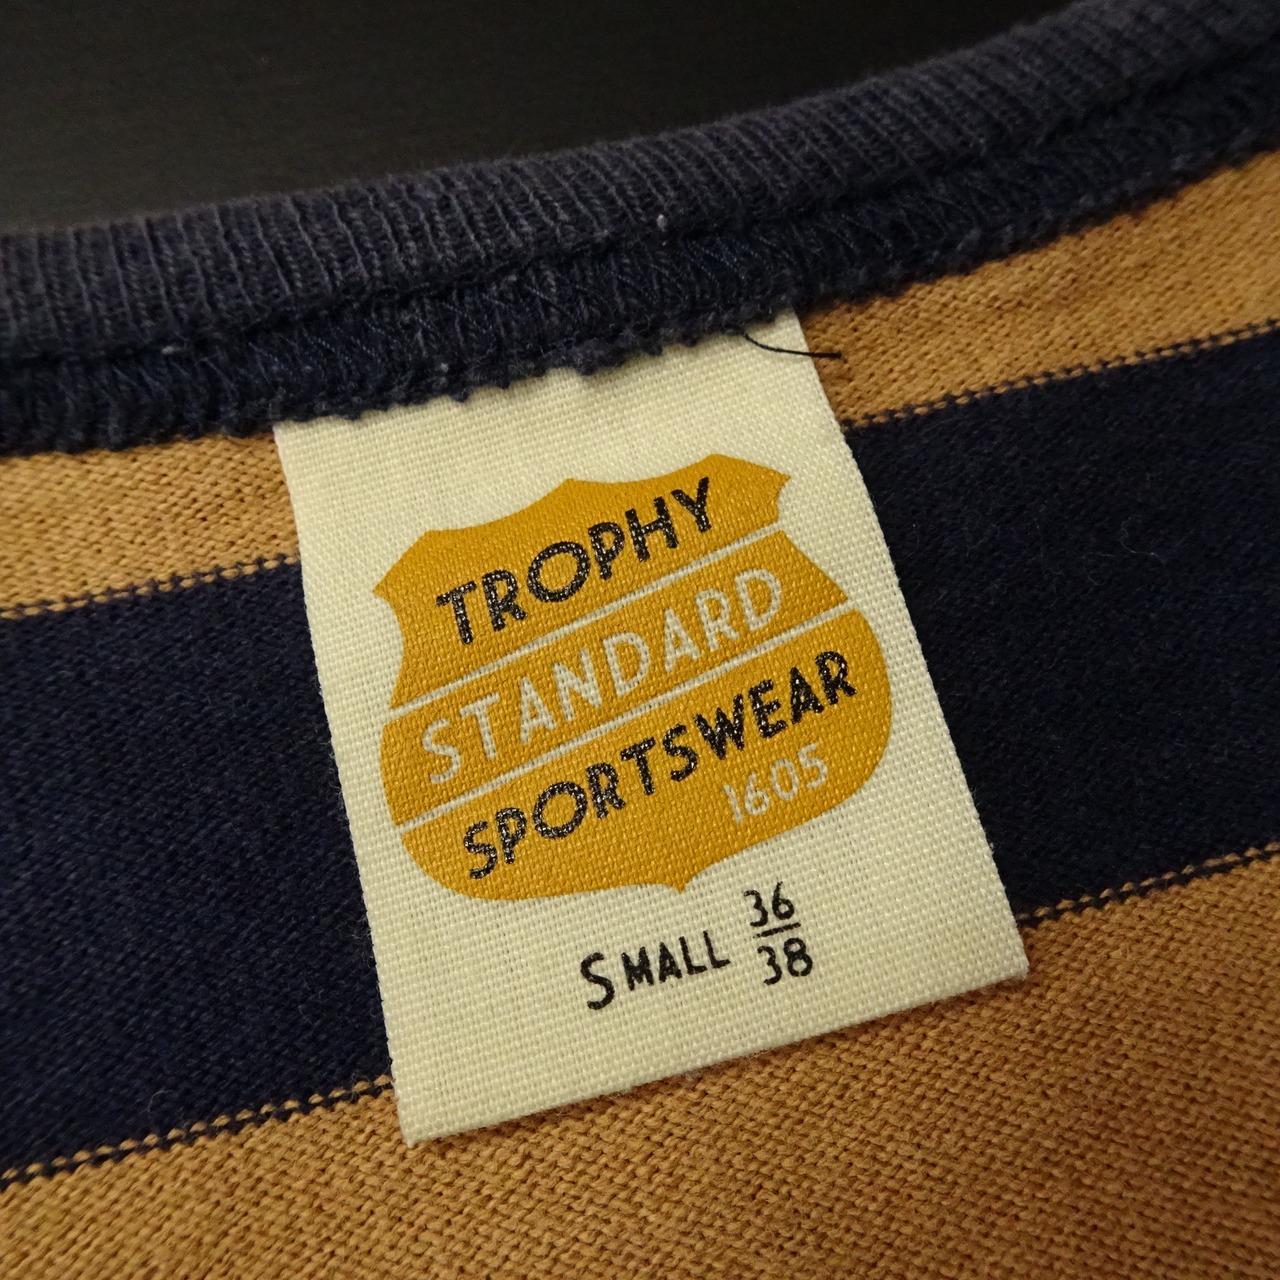 TROPHY
STANDARD
SPORTSWEAR
1605
SMALL 36/38